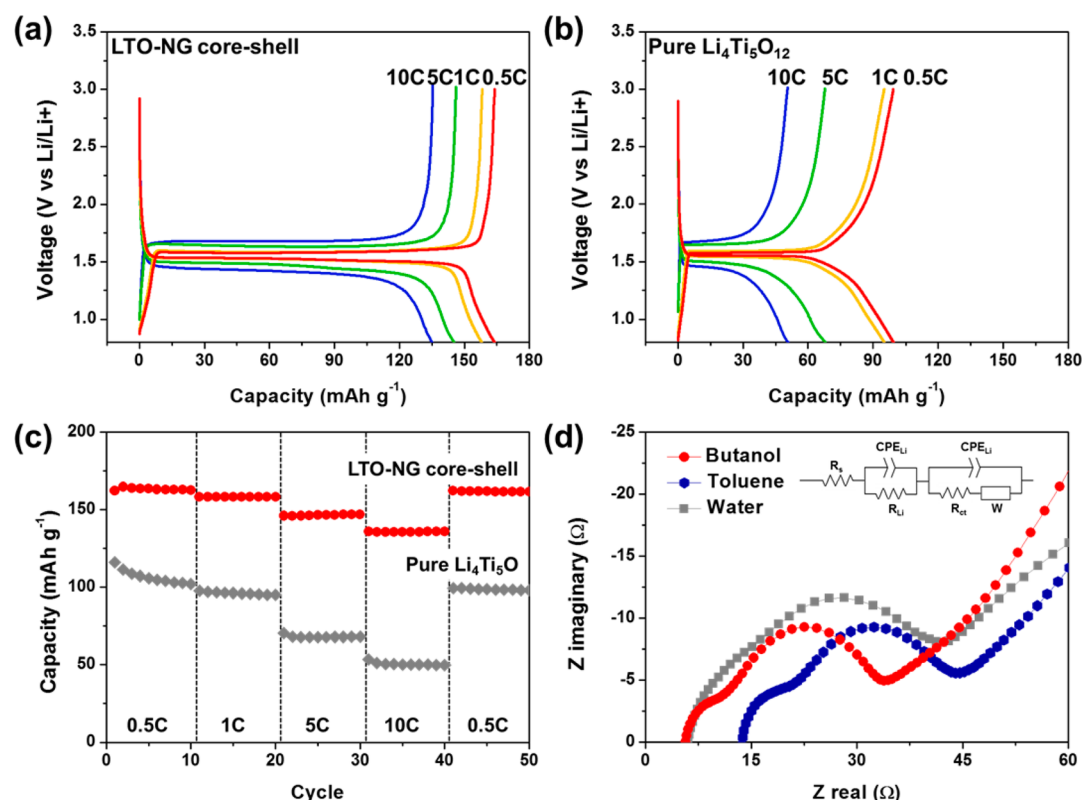 (a)
LTO-NG core-shell
10C 5C 1C 0.5C
3.5
3.0
2.5
2.0
1.5
1.0
Voltage (V vs Li/Li+)
0 30 60 90 120 150 180
Capacity (mAh g-1)
(b)
Pure Li4Ti5O12
10C 5C 1C 0.5C
3.5
3.0
2.5
2.0
1.5
1.0
Voltage (V vs Li/Li+)
0 30 60 90 120 150 180
Capacity (mAh g-1)
(c)
200
150
100
50
0
Capacity (mAh g-1)
LTO-NG core-shell
Pure Li4Ti5O
0.5C 1C 5C 10C 0.5C
0 10 20 30 40 50
Cycle
(d)
-25
-20
-15
-10
-5
0
Z imaginary (Ω)
Butanol
Toluene
Water
CPELi CPELi
Rs
RLi Rct W
0 15 30 45 60
Z real (Ω)